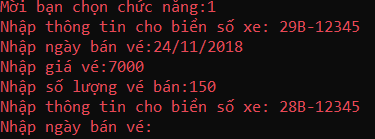 Mời bạn chọn chức năng:1
Nhập thông tin cho biển số xe: 29B-12345
Nhập ngày bán vé:24/11/2018
Nhập giá vé:7000
Nhập số lượng vé bán:150
Nhập thông tin cho biển số xe: 28B-12345
Nhập ngày bán vé: